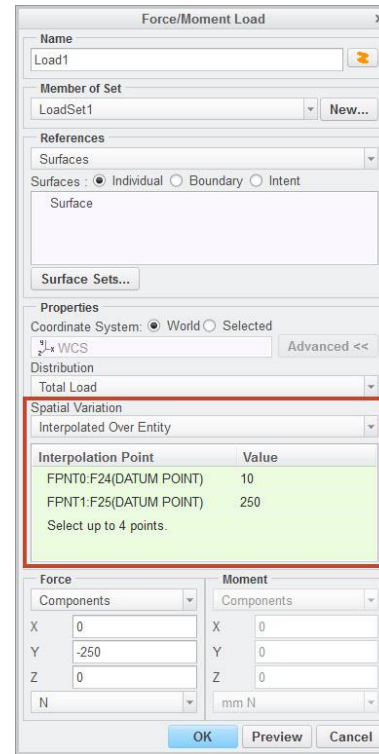 Force/Moment Load
Name
Load1
Member of Set
LoadSet1
New...
References
Surfaces
Surfaces : Individual Boundary Intent
Surface
Surface Sets...
Properties
Coordinate System: World Selected
WCS
Advanced <<
Distribution
Total Load
Spatial Variation
Interpolated Over Entity
Interpolation Point Value
FPNT0:F24(DATUM POINT) 10
FPNT1:F25(DATUM POINT) 250
Select up to 4 points.
Force Moment
Components Components
X 0 X 0
Y -250 Y 0
Z 0 Z 0
N mm N
OK Preview Cancel